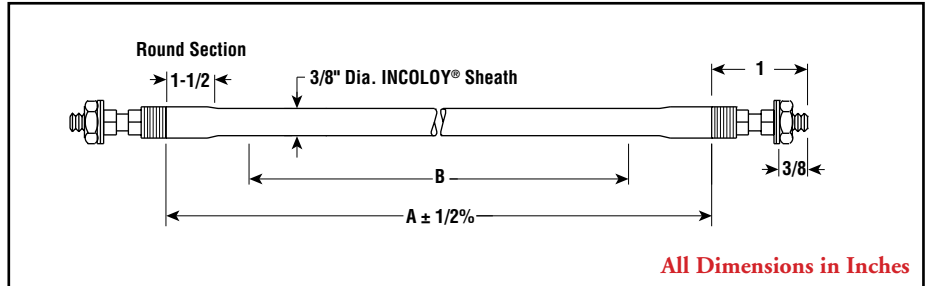 Round Section
1-1/2
3/8" Dia. INCOLOY® Sheath
1
3/8
B
A ± 1/2%
All Dimensions in Inches